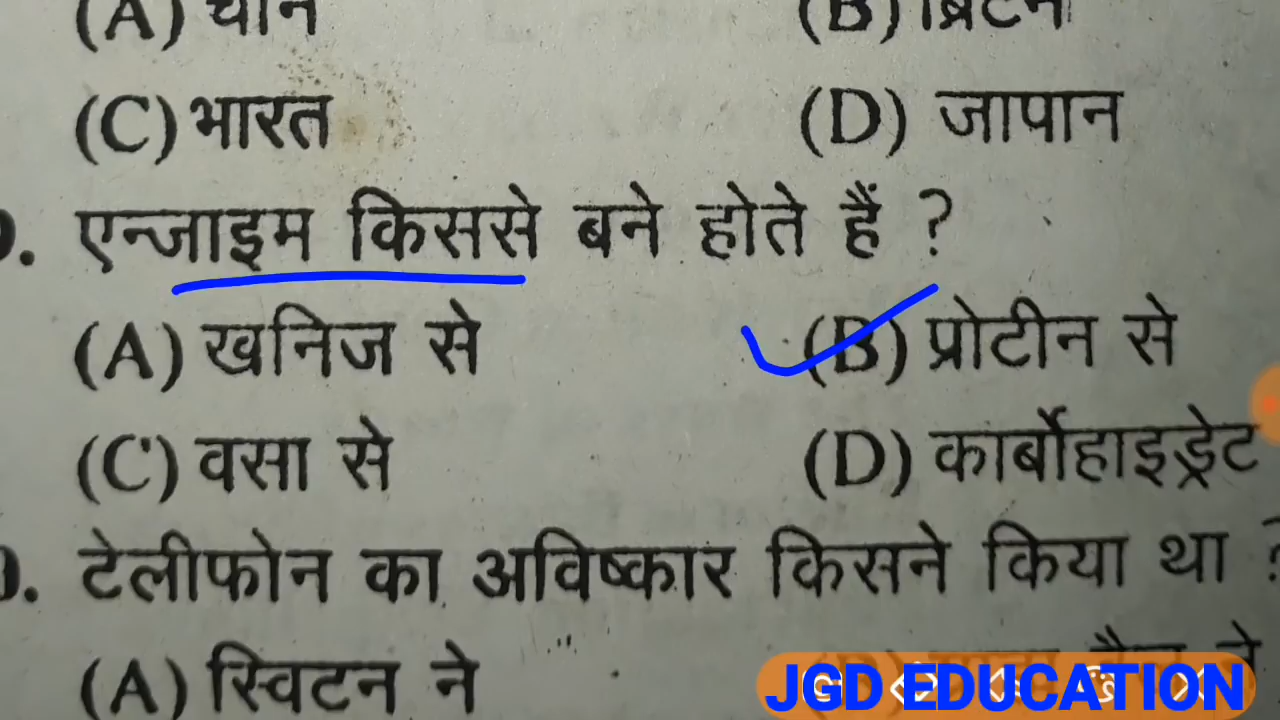 (A) चीन (B) ब्रिटेन
(C) भारत (D) जापान
. एन्जाइम किससे बने होते हैं ?
(A) खनिज से (B) प्रोटीन से
(C) वसा से (D) कार्बोहाइड्रेट
. टेलीफोन का अविष्कार किसने किया था ?
(A) स्विटन ने (B) ने
JGD EDUCATION